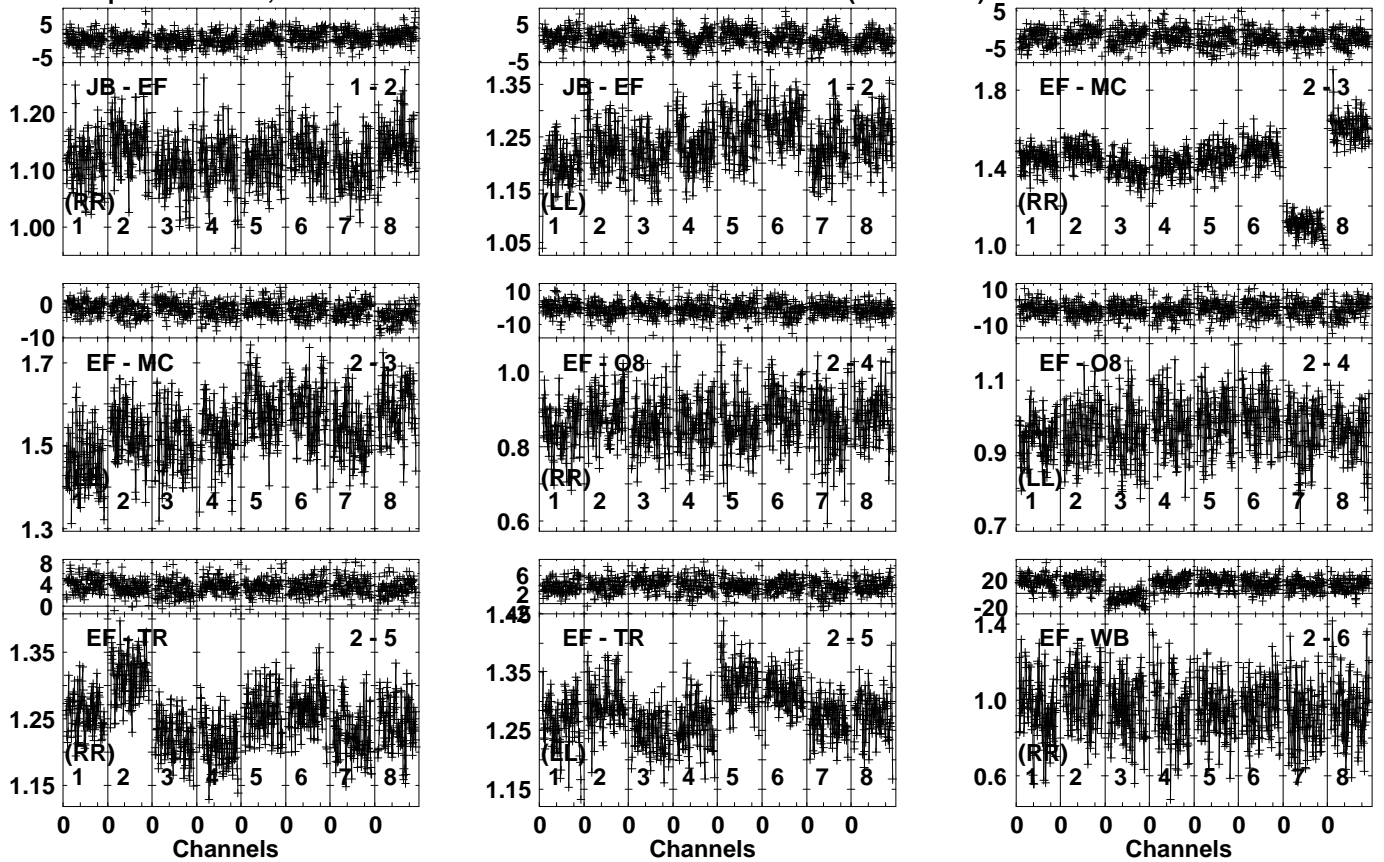 5
-5
JB - EF 1 - 2
1.20
1.10
1.00
(RR)
1 2 3 4 5 6 7 8
5
-5
JB - EF 1 - 2
1.35
1.25
1.15
1.05
(LL)
1 2 3 4 5 6 7 8
5
-5
EF - MC 2 - 3
1.8
1.4
1.0
(RR)
1 2 3 4 5 6 7 8
0
-10
EF - MC 2 - 3
1.7
1.5
1.3
(LL)
1 2 3 4 5 6 7 8
10
-10
EF - O8 2 - 4
1.0
0.8
0.6
(RR)
1 2 3 4 5 6 7 8
10
-10
EF - O8 2 - 4
1.1
0.9
0.7
(LL)
1 2 3 4 5 6 7 8
8
4
0
EF - TR 2 - 5
1.35
1.25
1.15
(RR)
1 2 3 4 5 6 7 8
0 0 0 0 0 0 0 0
Channels
6
2
EF - TR 2 - 5
1.35
1.25
1.15
(LL)
1 2 3 4 5 6 7 8
0 0 0 0 0 0 0 0
Channels
20
-20
EF - WB 2 - 6
1.4
1.0
0.6
(RR)
1 2 3 4 5 6 7 8
0 0 0 0 0 0 0 0
Channels